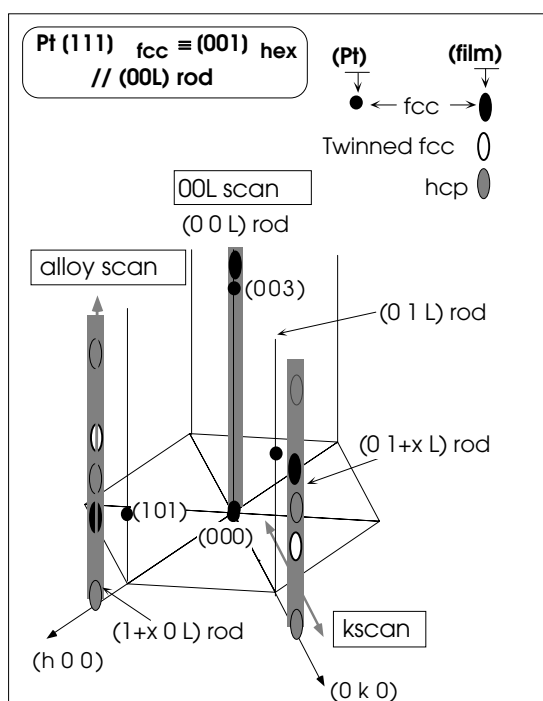 Pt (111) fcc ≡ (001) hex
// (00L) rod
(Pt)
(film)
fcc
Twinned fcc
hcp
00L scan
(0 0 L) rod
alloy scan
(003)
(0 1 L) rod
(0 1+x L) rod
(101)
(000)
(1+x 0 L) rod
kscan
(h 0 0)
(0 k 0)